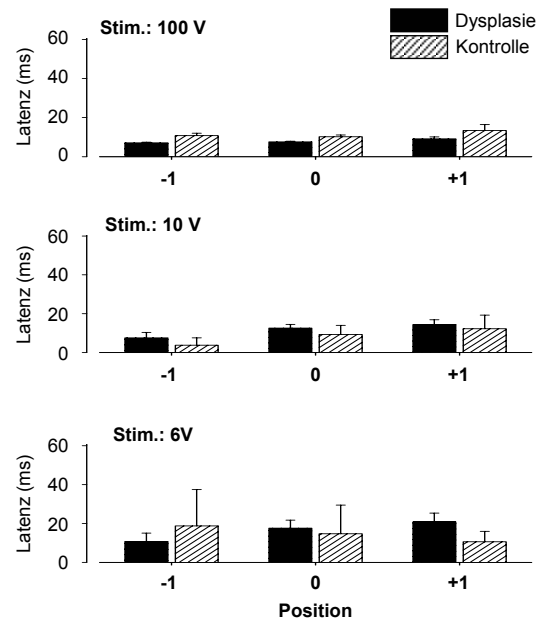 Stim.: 100 V
Dysplasie
Kontrolle
Latenz (ms)
60
40
20
0
-1
0
+1
Stim.: 10 V
Latenz (ms)
60
40
20
0
-1
0
+1
Stim.: 6V
Latenz (ms)
60
40
20
0
-1
0
+1
Position